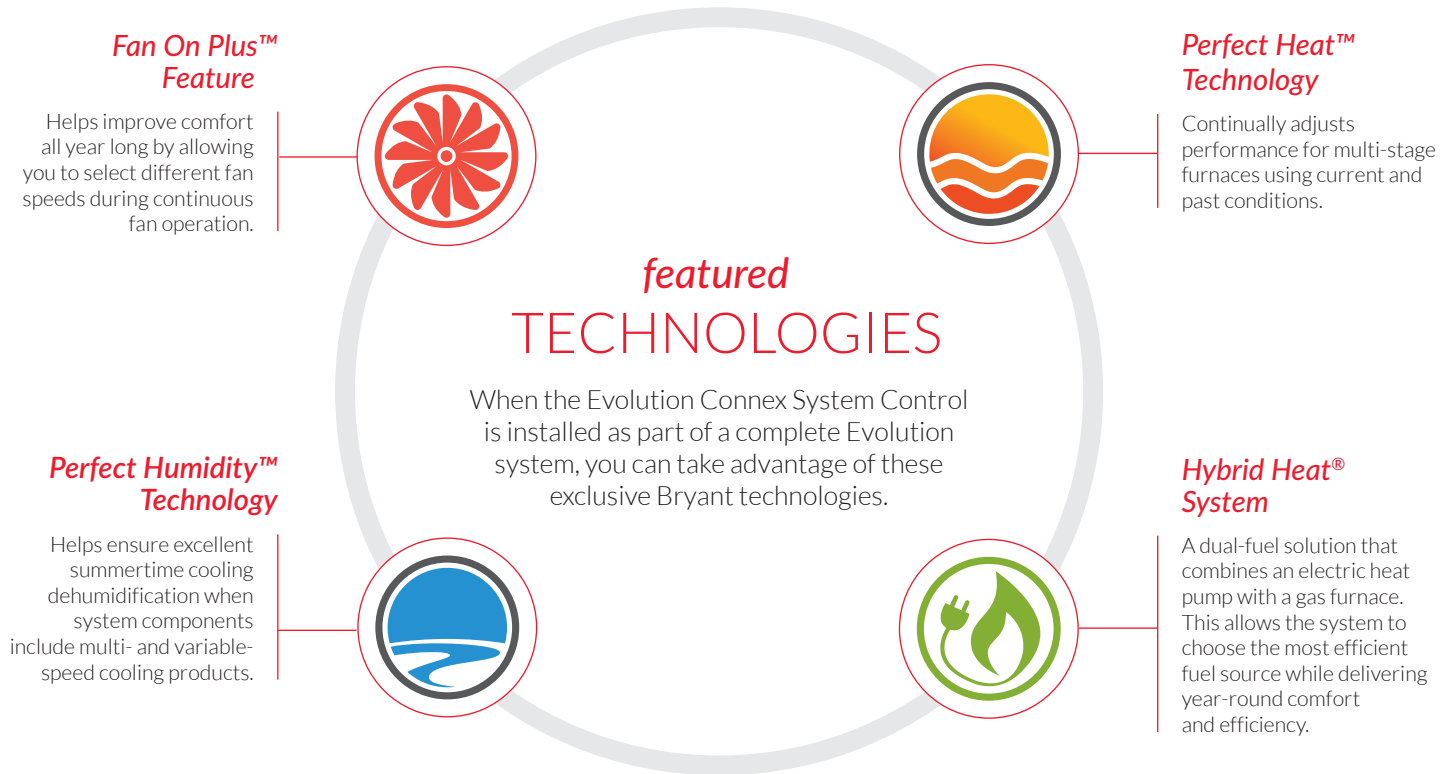 Fan On Plus™
Feature
Helps improve comfort
all year long by allowing
you to select different fan
speeds during continuous
fan operation.
Perfect Heat™
Technology
Continually adjusts
performance for multi-stage
furnaces using current and
past conditions.
featured
TECHNOLOGIES
When the Evolution Connex System Control
is installed as part of a complete Evolution
system, you can take advantage of these
exclusive Bryant technologies.
Perfect Humidity™
Technology
Helps ensure excellent
summertime cooling
dehumidification when
system components
include multi- and variable-
speed cooling products.
Hybrid Heat®
System
A dual-fuel solution that
combines an electric heat
pump with a gas furnace.
This allows the system to
choose the most efficient
fuel source while delivering
year-round comfort
and efficiency.